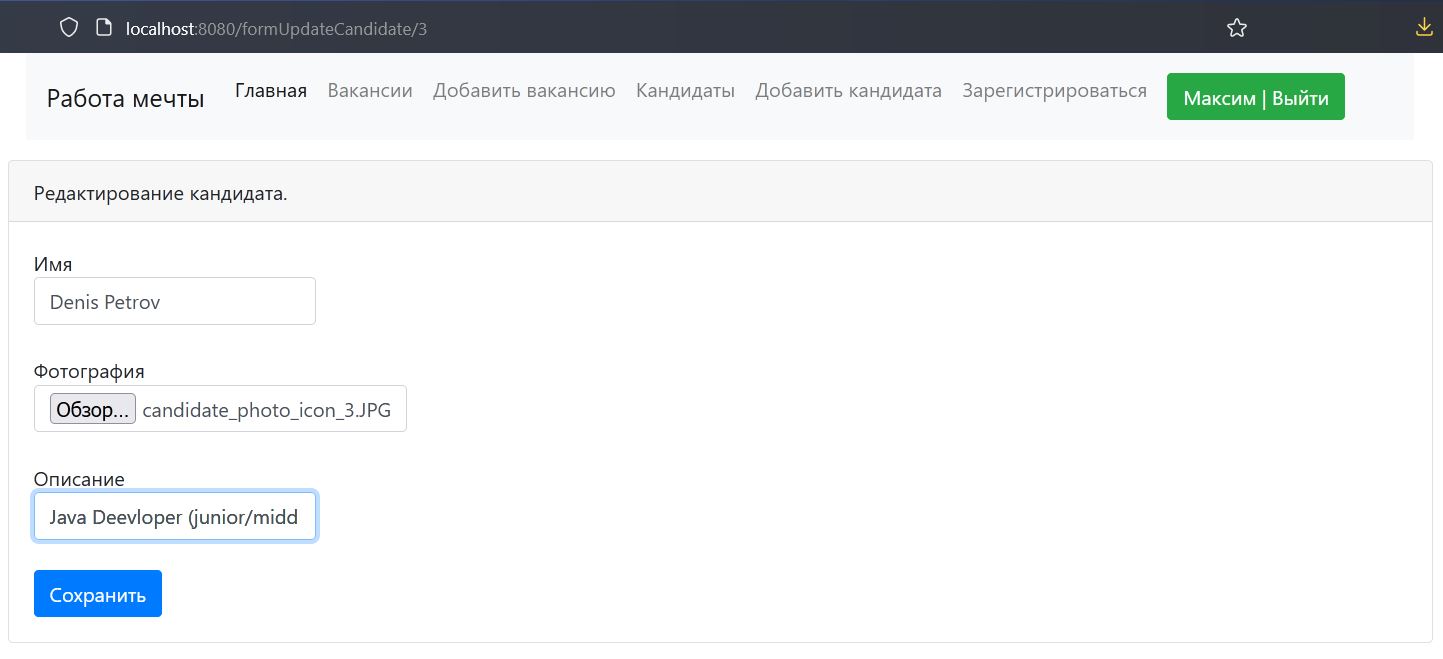 localhost:8080/formUpdateCandidate/3
Работа мечты Главная Вакансии Добавить вакансию Кандидаты Добавить кандидата Зарегистрироваться Максим | Выйти
Редактирование кандидата.
Имя
Denis Petrov
Фотография
Обзор... candidate_photo_icon_3.JPG
Описание
Java Deevloper (junior/midd
Сохранить